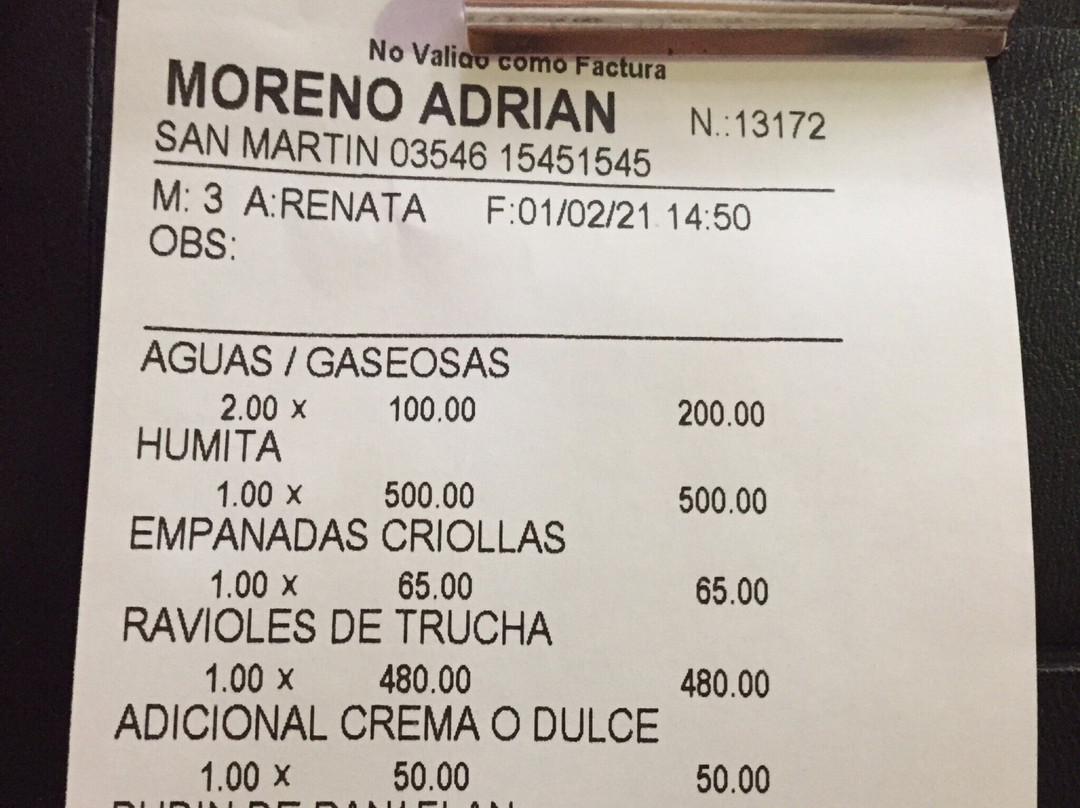 No Valido como Factura
MORENO ADRIAN N.:13172
SAN MARTIN 03546 15451545
M: 3 A:RENATA F:01/02/21 14:50
OBS:
AGUAS / GASEOSAS
2.00 x 100.00 200.00
HUMITA
1.00 x 500.00 500.00
EMPANADAS CRIOLLAS
1.00 x 65.00 65.00
RAVIOLES DE TRUCHA
1.00 x 480.00 480.00
ADICIONAL CREMA O DULCE
1.00 x 50.00 50.00